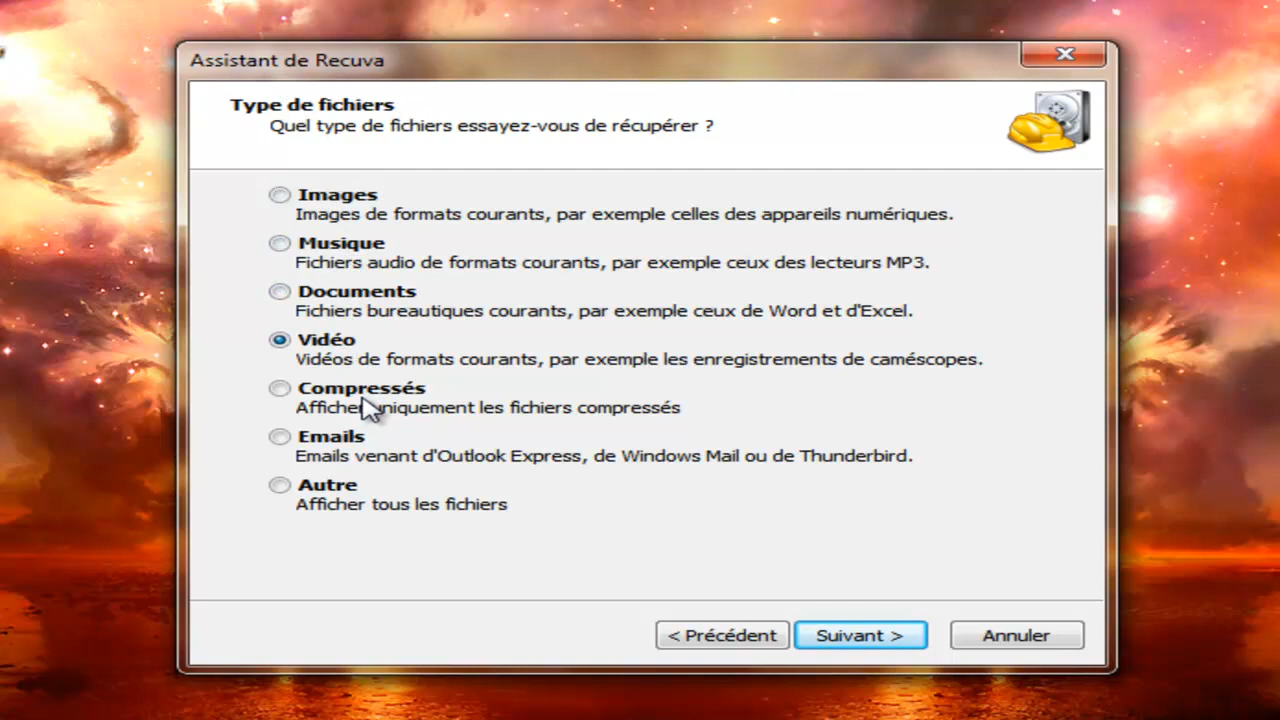 Assistant de Recuva
Type de fichiers
Quel type de fichiers essayez-vous de récupérer ?
Images
Images de formats courants, par exemple celles des appareils numériques.
Musique
Fichiers audio de formats courants, par exemple ceux des lecteurs MP3.
Documents
Fichiers bureautiques courants, par exemple ceux de Word et d'Excel.
Vidéo
Vidéos de formats courants, par exemple les enregistrements de caméscopes.
Compressés
Afficher uniquement les fichiers compressés
Emails
Emails venant d'Outlook Express, de Windows Mail ou de Thunderbird.
Autre
Afficher tous les fichiers
< Précédent Suivant > Annuler